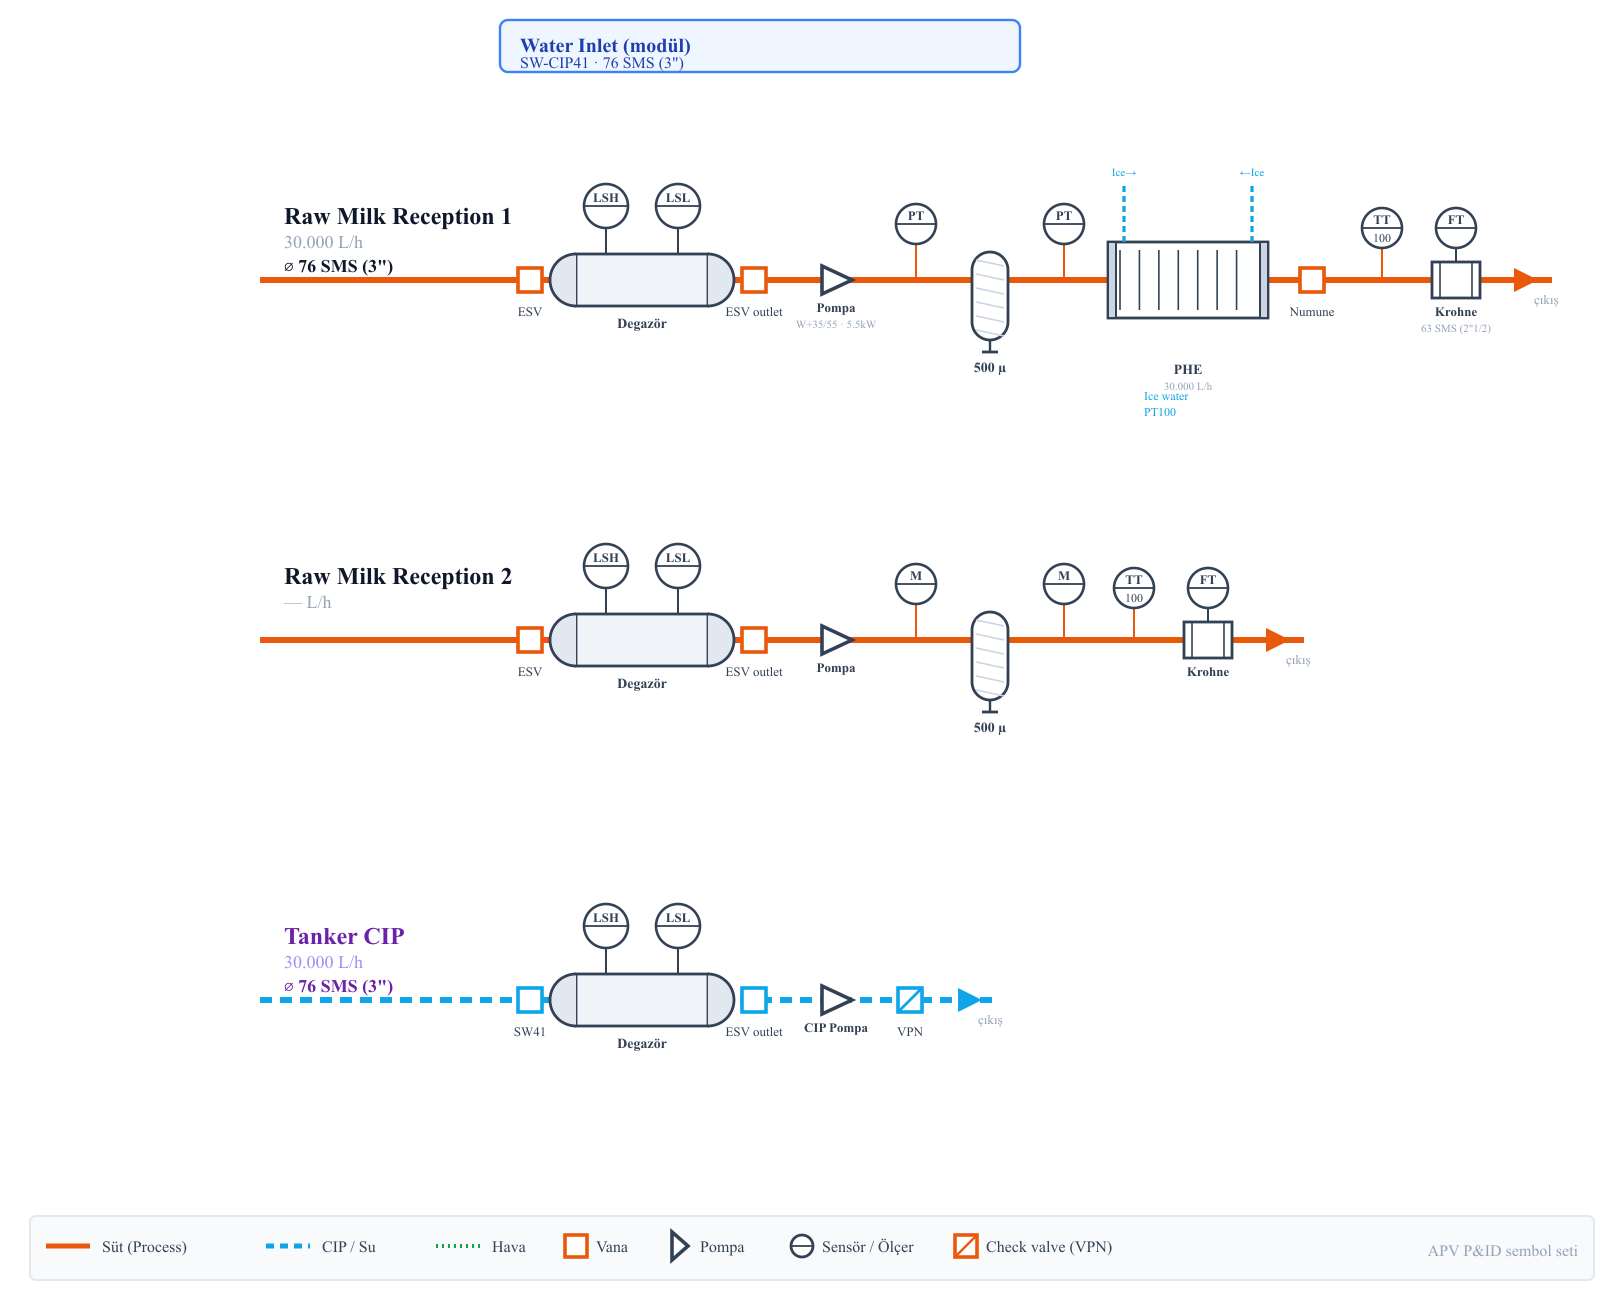 Water Inlet (modül)
SW-CIP41 · 76 SMS (3")
Ice→
←Ice
LSH
LSL
PT
PT
TT
100
FT
Raw Milk Reception 1
30.000 L/h
⌀ 76 SMS (3")
ESV
Degazör
ESV outlet
Pompa
W+35/55 · 5.5kW
500 µ
PHE
30.000 L/h
Ice water
PT100
Numune
Krohne
63 SMS (2"1/2)
çıkış
LSH
LSL
M
M
TT
100
FT
Raw Milk Reception 2
— L/h
ESV
Degazör
ESV outlet
Pompa
500 µ
Krohne
çıkış
LSH
LSL
Tanker CIP
30.000 L/h
⌀ 76 SMS (3")
SW41
Degazör
ESV outlet
CIP Pompa
VPN
çıkış
Süt (Process)
CIP / Su
Hava
Vana
Pompa
Sensör / Ölçer
Check valve (VPN)
APV P&ID sembol seti